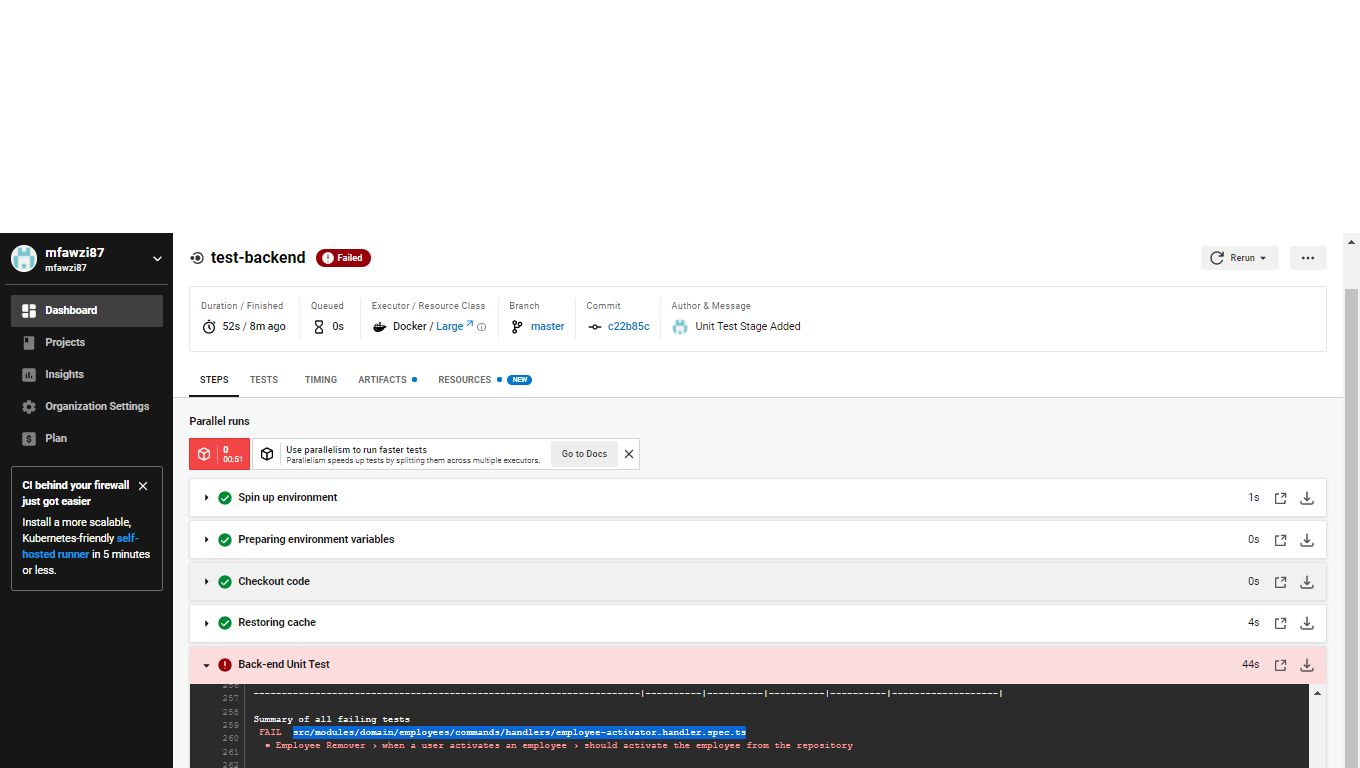 mfawzi87
mfawzi87
Dashboard
Projects
Insights
Organization Settings
$ Plan
CI behind your firewall
just got easier
Install a more scalable,
Kubernetes-friendly self-
hosted runner in 5 minutes
or less.
test-backend
Failed
Rerun
Duration / Finished
52s / 8m ago
Queued
0s
Executor / Resource Class
Docker / Large
Branch
master
Commit
c22b85c
Author & Message
Unit Test Stage Added
STEPS TESTS TIMING ARTIFACTS RESOURCES NEW
Parallel runs
0
00:51
Use parallelism to run faster tests
Parallelism speeds up tests by splitting them across multiple executors.
Go to Docs
Spin up environment 1s
Preparing environment variables 0s
Checkout code 0s
Restoring cache 4s
Back-end Unit Test 44s
256
257 ----------------------------------------------------------------------|----------|----------|----------|----------|-------------------|
258
259 Summary of all failing tests
260 FAIL src/modules/domain/employees/commands/handlers/employee-activator.handler.spec.ts
261 • Employee Remover › when a user activates an employee › should activate the employee from the repository
262